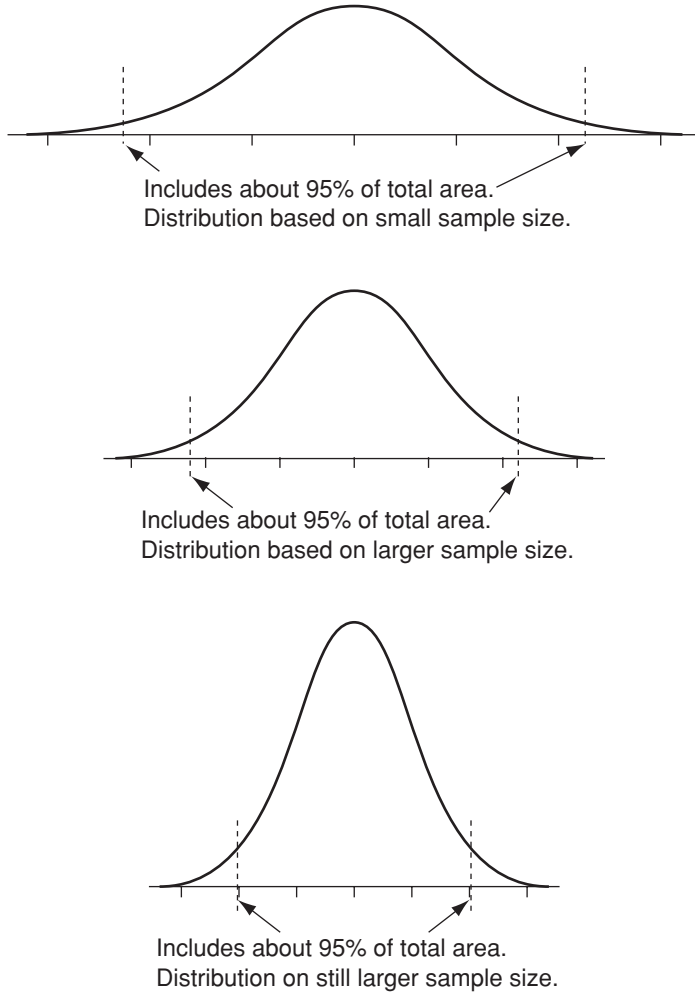 Includes about 95% of total area.
Distribution based on small sample size.
Includes about 95% of total area.
Distribution based on larger sample size.
Includes about 95% of total area.
Distribution on still larger sample size.